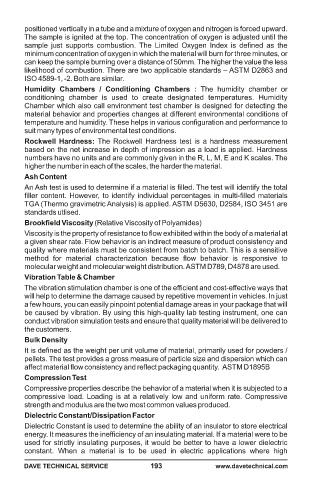 positioned vertically in a tube and a mixture of oxygen and nitrogen is forced upward.
The sample is ignited at the top. The concentration of oxygen is adjusted until the
sample just supports combustion. The Limited Oxygen Index is defined as the
minimum concentration of oxygen in which the material will burn for three minutes, or
can keep the sample burning over a distance of 50mm. The higher the value the less
likelihood of combustion. There are two applicable standards – ASTM D2863 and
ISO 4589-1, -2. Both are similar.
Humidity Chambers / Conditioning Chambers : The humidity chamber or
conditioning chamber is used to create designated temperatures. Humidity
Chamber which also call environment test chamber is designed for detecting the
material behavior and properties changes at different environmental conditions of
temperature and humidity. These helps in various configuration and performance to
suit many types of environmental test conditions.
Rockwell Hardness: The Rockwell Hardness test is a hardness measurement
based on the net increase in depth of impression as a load is applied. Hardness
numbers have no units and are commonly given in the R, L, M, E and K scales. The
higher the number in each of the scales, the harder the material.
Ash Content
An Ash test is used to determine if a material is filled. The test will identify the total
filler content. However, to identify individual percentages in multi-filled materials
TGA (Thermo gravimetric Analysis) is applied. ASTM D5630, D2584, ISO 3451 are
standards utlised.
Brookfield Viscosity (Relative Viscosity of Polyamides)
Viscosity is the property of resistance to flow exhibited within the body of a material at
a given shear rate. Flow behavior is an indirect measure of product consistency and
quality where materials must be consistent from batch to batch. This is a sensitive
method for material characterization because flow behavior is responsive to
molecular weight and molecular weight distribution. ASTM D789, D4878 are used.
Vibration Table & Chamber
The vibration stimulation chamber is one of the efficient and cost-effective ways that
will help to determine the damage caused by repetitive movement in vehicles. In just
a few hours, you can easily pinpoint potential damage areas in your package that will
be caused by vibration. By using this high-quality lab testing instrument, one can
conduct vibration simulation tests and ensure that quality material will be delivered to
the customers.
Bulk Density
It is defined as the weight per unit volume of material, primarily used for powders /
pellets. The test provides a gross measure of particle size and dispersion which can
affect material flow consistency and reflect packaging quantity. ASTM D1895B
Compression Test
Compressive properties describe the behavior of a material when it is subjected to a
compressive load. Loading is at a relatively low and uniform rate. Compressive
strength and modulus are the two most common values produced.
Dielectric Constant/Dissipation Factor
Dielectric Constant is used to determine the ability of an insulator to store electrical
energy. It measures the inefficiency of an insulating material. If a material were to be
used for strictly insulating purposes, it would be better to have a lower dielectric
constant. When a material is to be used in electric applications where high
DAVE TECHNICAL SERVICE 193 www.davetechnical.com